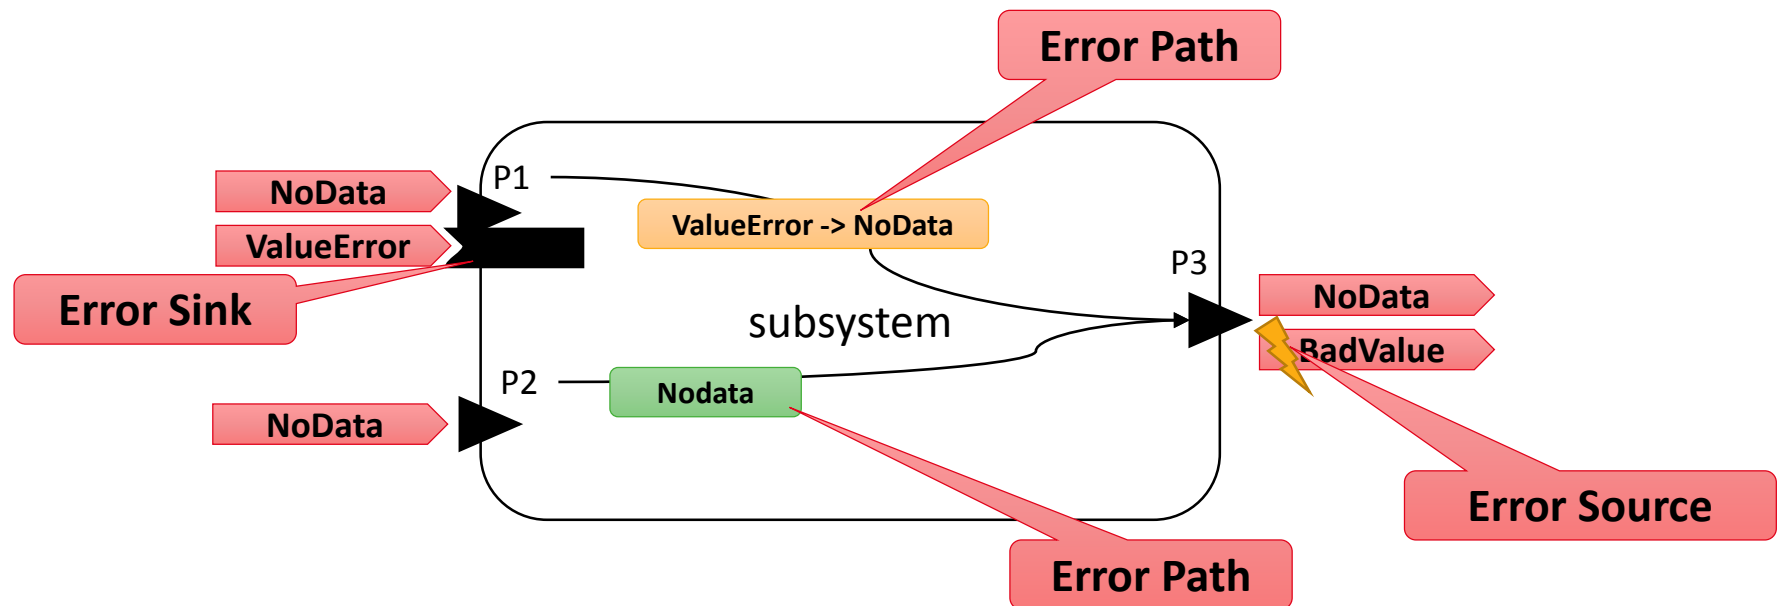 Error Path
P1
NoData
ValueError -> NoData
ValueError
P3
Error Sink
NoData
subsystem
BadValue
P2
Nodata
NoData
Error Source
Error Path